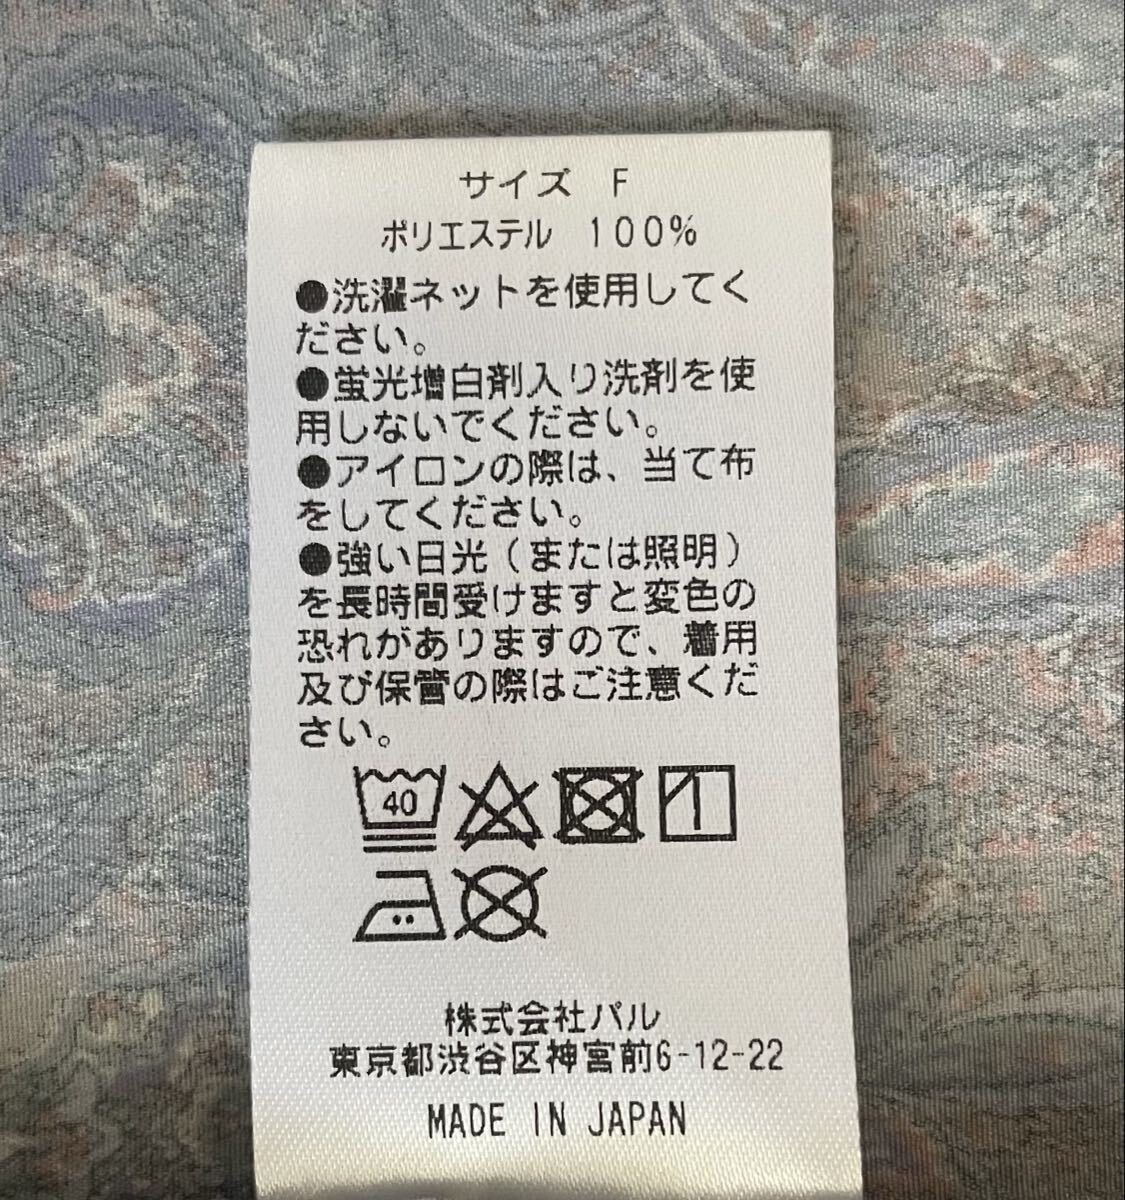 サイズ F
ポリエステル 100%
●洗濯ネットを使用してく
ださい。
●蛍光増白剤入り洗剤を使
用しないでください。
●アイロンの際は、当て布
をしてください。
●強い日光(または照明)
を長時間受けますと変色の
恐れがありますので、着用
及び保管の際はご注意くだ
さい。
40
株式会社パル
東京都渋谷区神宮前6-12-22
MADE IN JAPAN